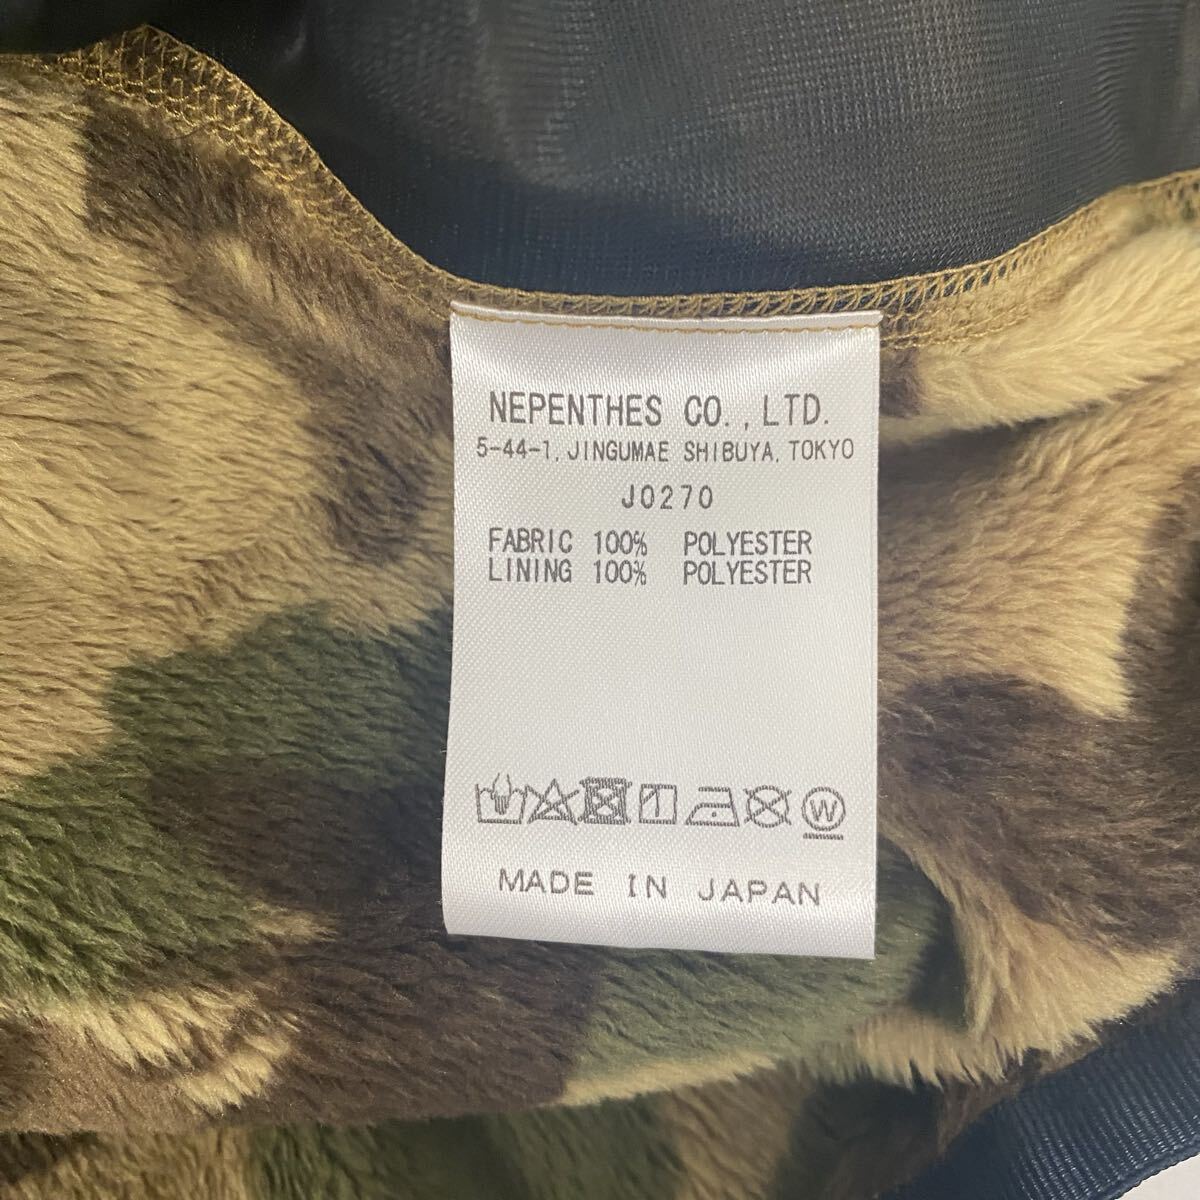 NEPENTHES CO., LTD.
5-44-1, JINGUMAE SHIBUYA, TOKYO
J0270
FABRIC 100% POLYESTER
LINING 100% POLYESTER
W
MADE IN JAPAN